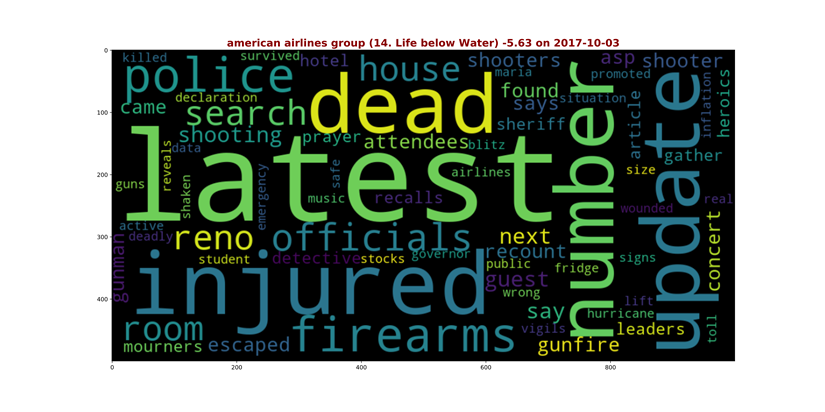 american airlines group (14. Life below Water) -5.63 on 2017-10-03
0
100
200
300
400
0 200 400 600 800
killed survived hotel shooters asp shooter
police house maria promoted
declaration dead found number update inflation heroics
came search says situation
shooting prayer attendees blitz sheriff article
data reveals latest gather
guns shaken emergency safe airlines size
music recalls wounded real
active deadly reno officials next concert
gunman student detective stocks governor recount signs
injured public fridge
guest wrong lift
room firearms say hurricane
vigils leaders toll
mourners escaped gunfire